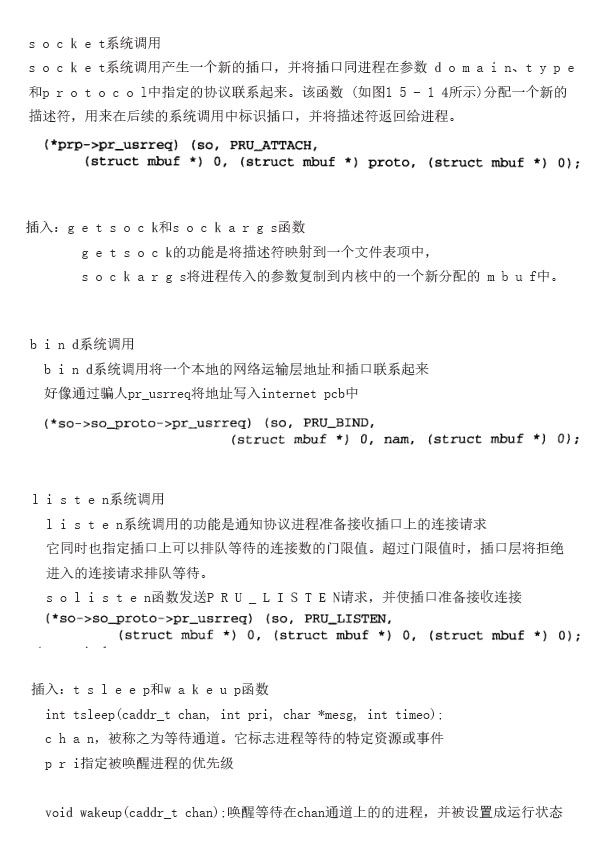 socket系统调用
socket系统调用产生一个新的插口，并将插口同进程在参数 domain、type
和protocol中指定的协议联系起来。该函数 (如图15-14所示)分配一个新的
描述符，用来在后续的系统调用中标识插口，并将描述符返回给进程。
(*prp->pr_usrreq) (so, PRU_ATTACH,
(struct mbuf *) 0, (struct mbuf *) proto, (struct mbuf *) 0);
插入：getsock和sockargs函数
getsock的功能是将描述符映射到一个文件表项中，
sockargs将进程传入的参数复制到内核中的一个新分配的 mbuf中。
bind系统调用
bind系统调用将一个本地的网络运输层地址和插口联系起来
好像通过骗人pr_usrreq将地址写入internet pcb中
(*so->so_proto->pr_usrreq) (so, PRU_BIND,
(struct mbuf *) 0, nam, (struct mbuf *) 0);
listen系统调用
listen系统调用的功能是通知协议进程准备接收插口上的连接请求
它同时也指定插口上可以排队等待的连接数的门限值。超过门限值时，插口层将拒绝
进入的连接请求排队等待。
solisten函数发送PRU_LISTEN请求，并使插口准备接收连接
(*so->so_proto->pr_usrreq) (so, PRU_LISTEN,
(struct mbuf *) 0, (struct mbuf *) 0, (struct mbuf *) 0);
插入：tsleep和wakeup函数
int tsleep(caddr_t chan, int pri, char *mesg, int timeo);
chan，被称之为等待通道。它标志进程等待的特定资源或事件
pri指定被唤醒进程的优先级
void wakeup(caddr_t chan);唤醒等待在chan通道上的的进程，并被设置成运行状态